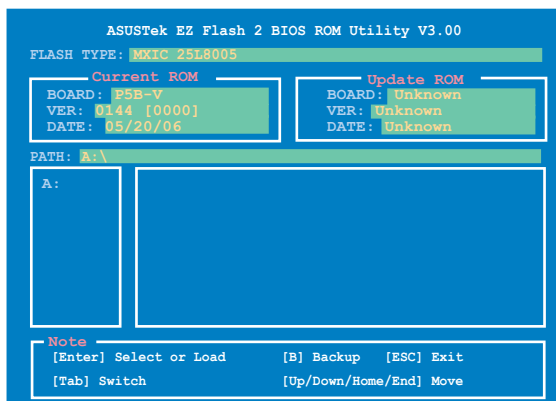 ASUSTek EZ Flash 2 BIOS ROM Utility V3.00
FLASH TYPE: MXIC 25L8005
Current ROM
BOARD: P5B-V
VER: 0144 [0000]
DATE: 05/20/06
Update ROM
BOARD: Unknown
VER: Unknown
DATE: Unknown
PATH: A:\
A:
Note
[Enter] Select or Load [B] Backup [ESC] Exit
[Tab] Switch [Up/Down/Home/End] Move